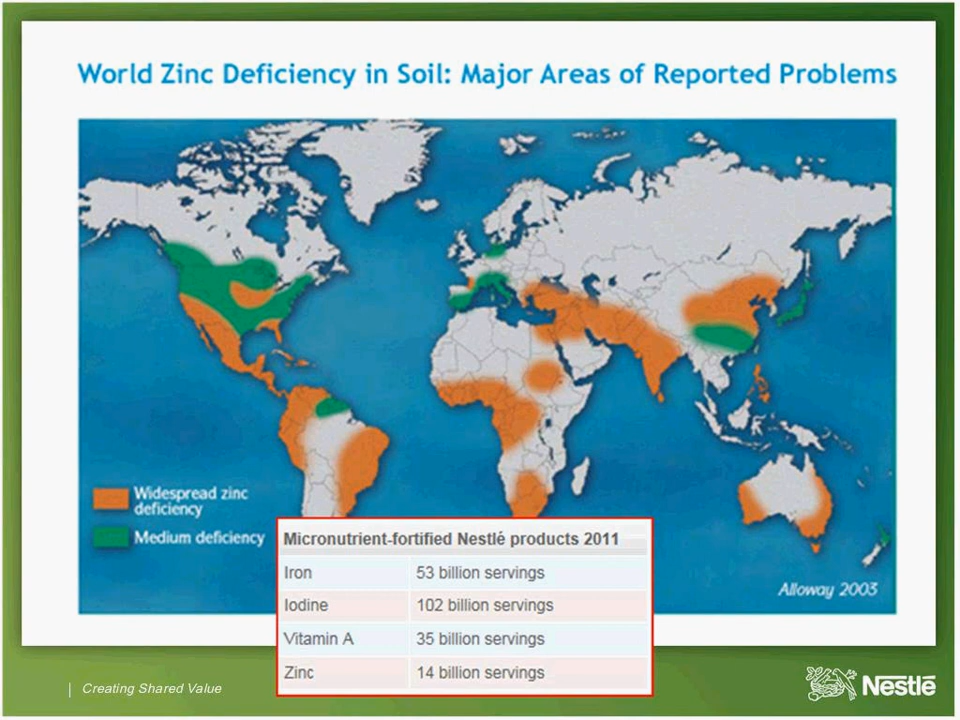 World Zinc Deficiency in Soil: Major Areas of Reported Problems
Widespread zinc
deficiency
Medium deficiency
Alloway 2003
Micronutrient-fortified Nestlé products 2011
Iron 53 billion servings
Iodine 102 billion servings
Vitamin A 35 billion servings
Zinc 14 billion servings
| Creating Shared Value
Nestlé